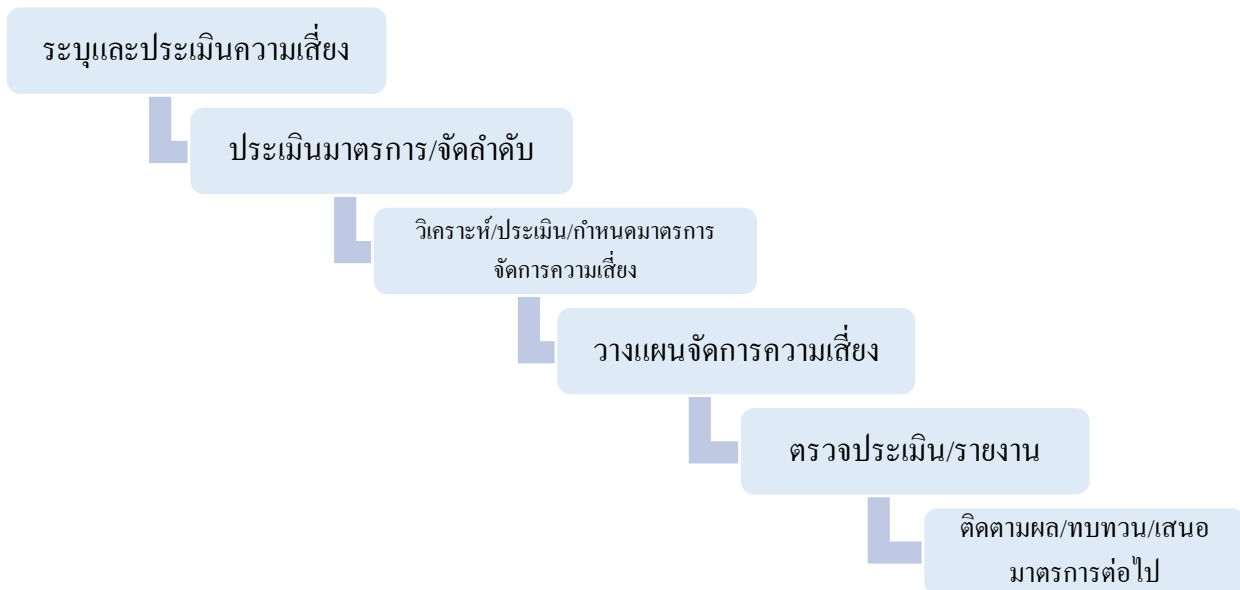 ระบุและประเมินความเสี่ยง
ประเมินมาตรการ/จัดลำดับ
วิเคราะห์/ประเมิน/กำหนดมาตรการ
จัดการความเสี่ยง
วางแผนจัดการความเสี่ยง
ตรวจประเมิน/รายงาน
ติดตามผล/ทบทวน/เสนอ
มาตรการต่อไป